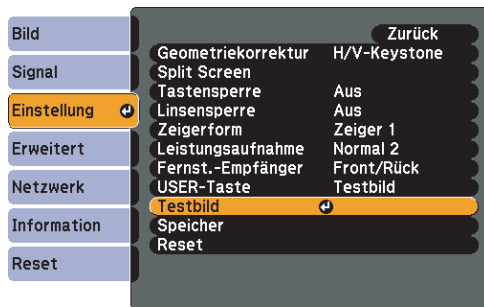 Bild
Signal
Einstellung
Erweitert
Netzwerk
Information
Reset
Zurück
Geometriekorrektur H/V-Keystone
Split Screen
Tastensperre Aus
Linsensperre Aus
Zeigerform Zeiger 1
Leistungsaufnahme Normal 2
Fernst.-Empfänger Front/Rück
USER-Taste Testbild
Testbild
Speicher
Reset